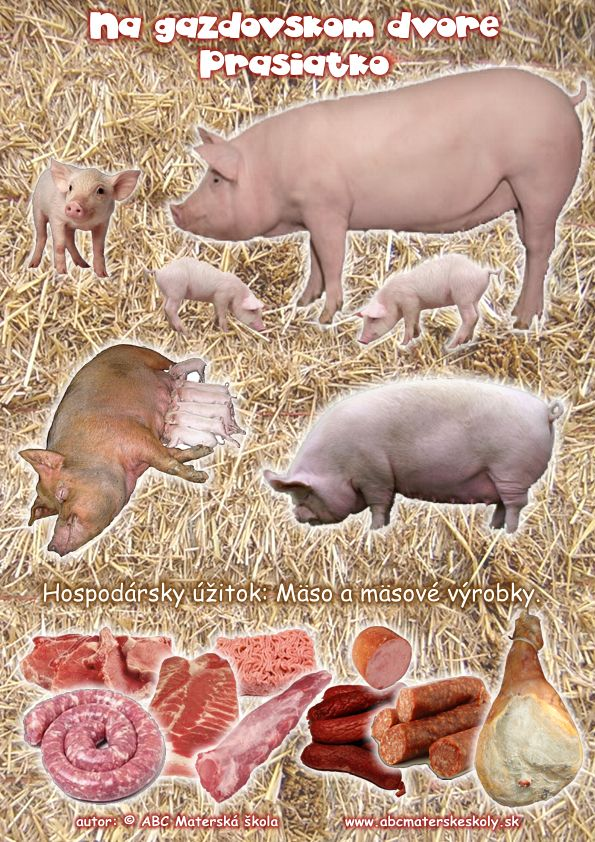 Na gazdovskom dvore
Prasiatko
Hospodársky úžitok: Mäso a mäsové výrobky.
autor: © ABC Materská škola www.abcmaterskeskoly.sk